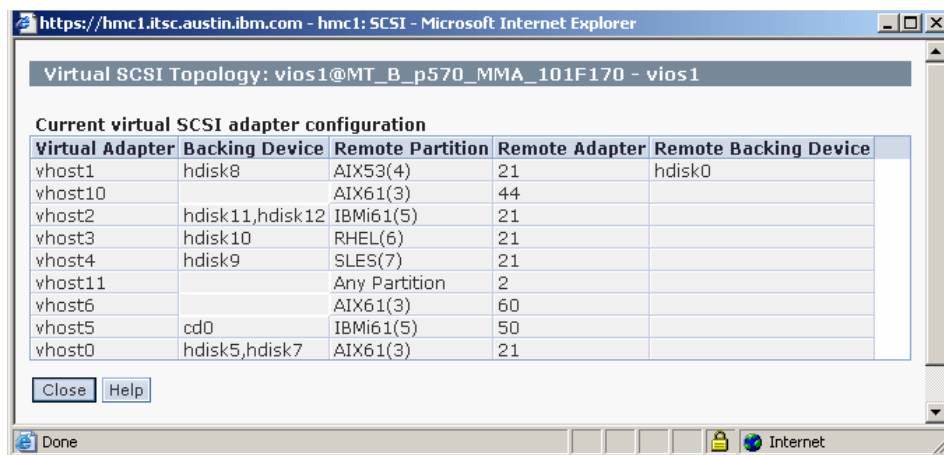 https://hmc1.itsc.austin.ibm.com - hmc1: SCSI - Microsoft Internet Explorer
Virtual SCSI Topology: vios1@MT_B_p570_MMA_101F170 - vios1
Current virtual SCSI adapter configuration
Virtual Adapter Backing Device Remote Partition Remote Adapter Remote Backing Device
vhost1 hdisk8 AIX53(4) 21 hdisk0
vhost10 AIX61(3) 44
vhost2 hdisk11,hdisk12 IBMi61(5) 21
vhost3 hdisk10 RHEL(6) 21
vhost4 hdisk9 SLES(7) 21
vhost11 Any Partition 2
vhost6 AIX61(3) 60
vhost5 cd0 IBMi61(5) 50
vhost0 hdisk5,hdisk7 AIX61(3) 21
Close Help
Done Internet